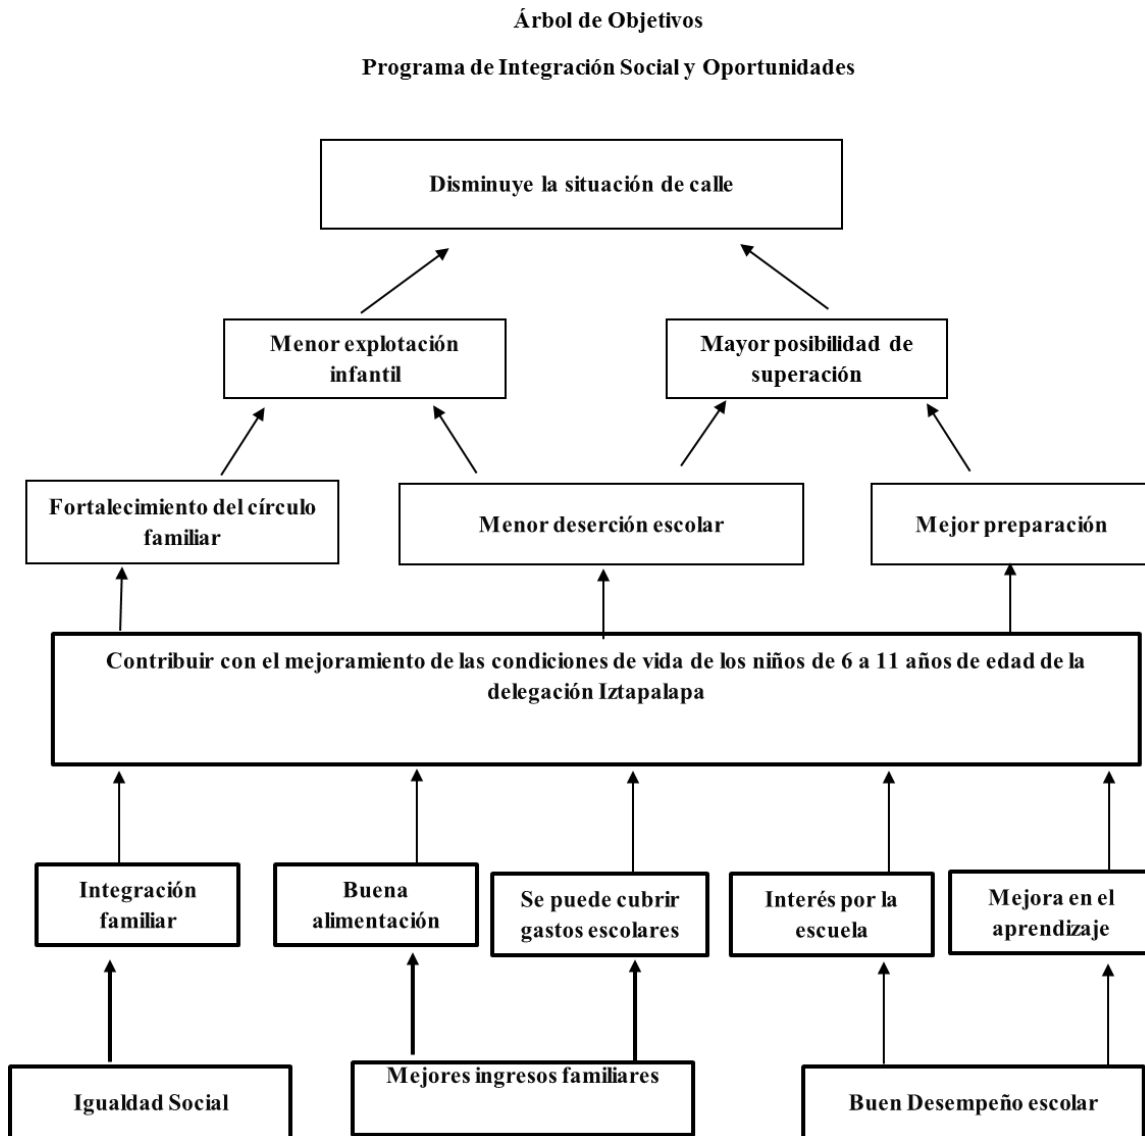 Árbol de Objetivos
Programa de Integración Social y Oportunidades
Disminuye la situación de calle
Menor explotación
infantil
Mayor posibilidad de
superación
Fortalecimiento del círculo
familiar
Menor deserción escolar
Mejor preparación
Contribuir con el mejoramiento de las condiciones de vida de los niños de 6 a 11 años de edad de la
delegación Iztapalapa
Integración
familiar
Buena
alimentación
Se puede cubrir
gastos escolares
Interés por la
escuela
Mejora en el
aprendizaje
Igualdad Social
Mejores ingresos familiares
Buen Desempeño escolar